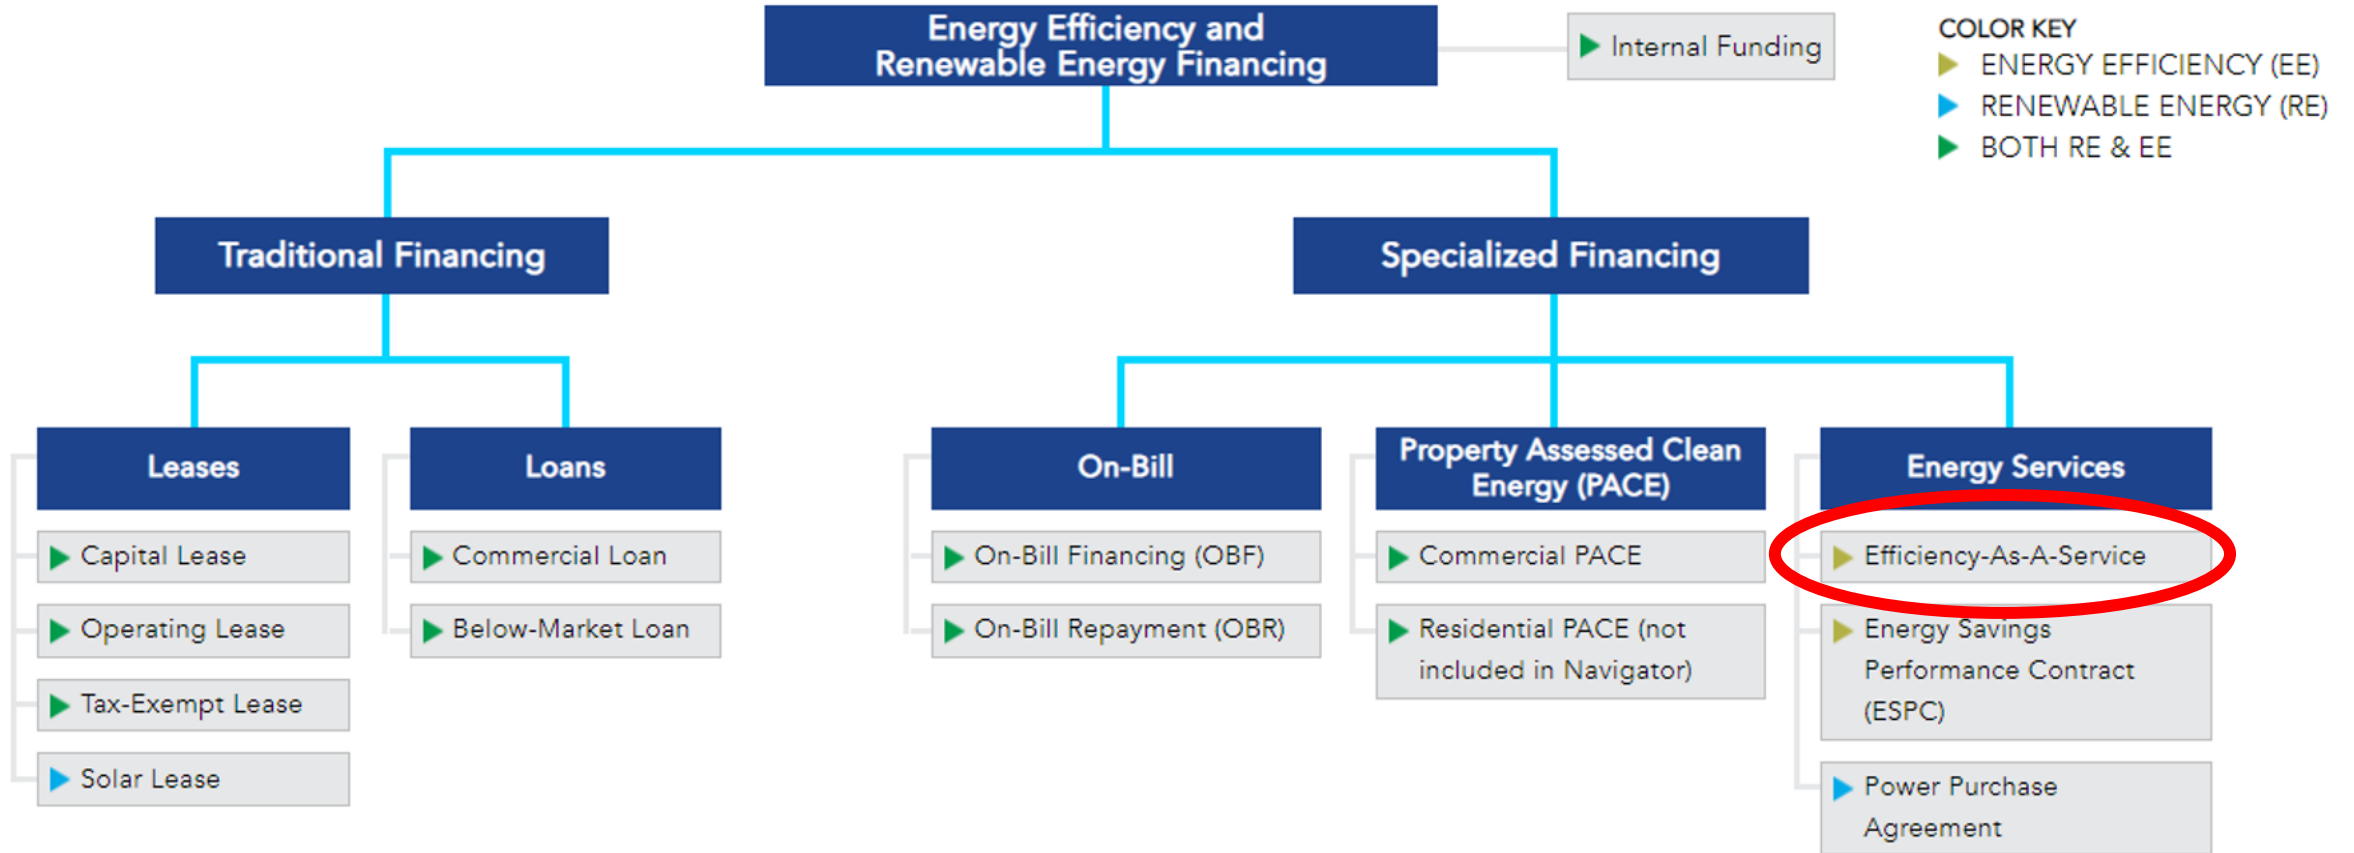 Energy Efficiency and
Renewable Energy Financing
Internal Funding
COLOR KEY
ENERGY EFFICIENCY (EE)
RENEWABLE ENERGY (RE)
BOTH RE & EE
Traditional Financing
Specialized Financing
Leases
Capital Lease
Operating Lease
Tax-Exempt Lease
Solar Lease
Loans
Commercial Loan
Below-Market Loan
On-Bill
On-Bill Financing (OBF)
On-Bill Repayment (OBR)
Property Assessed Clean
Energy (PACE)
Commercial PACE
Residential PACE (not
included in Navigator)
Energy Services
Efficiency-As-A-Service
Energy Savings
Performance Contract
(ESPC)
Power Purchase
Agreement